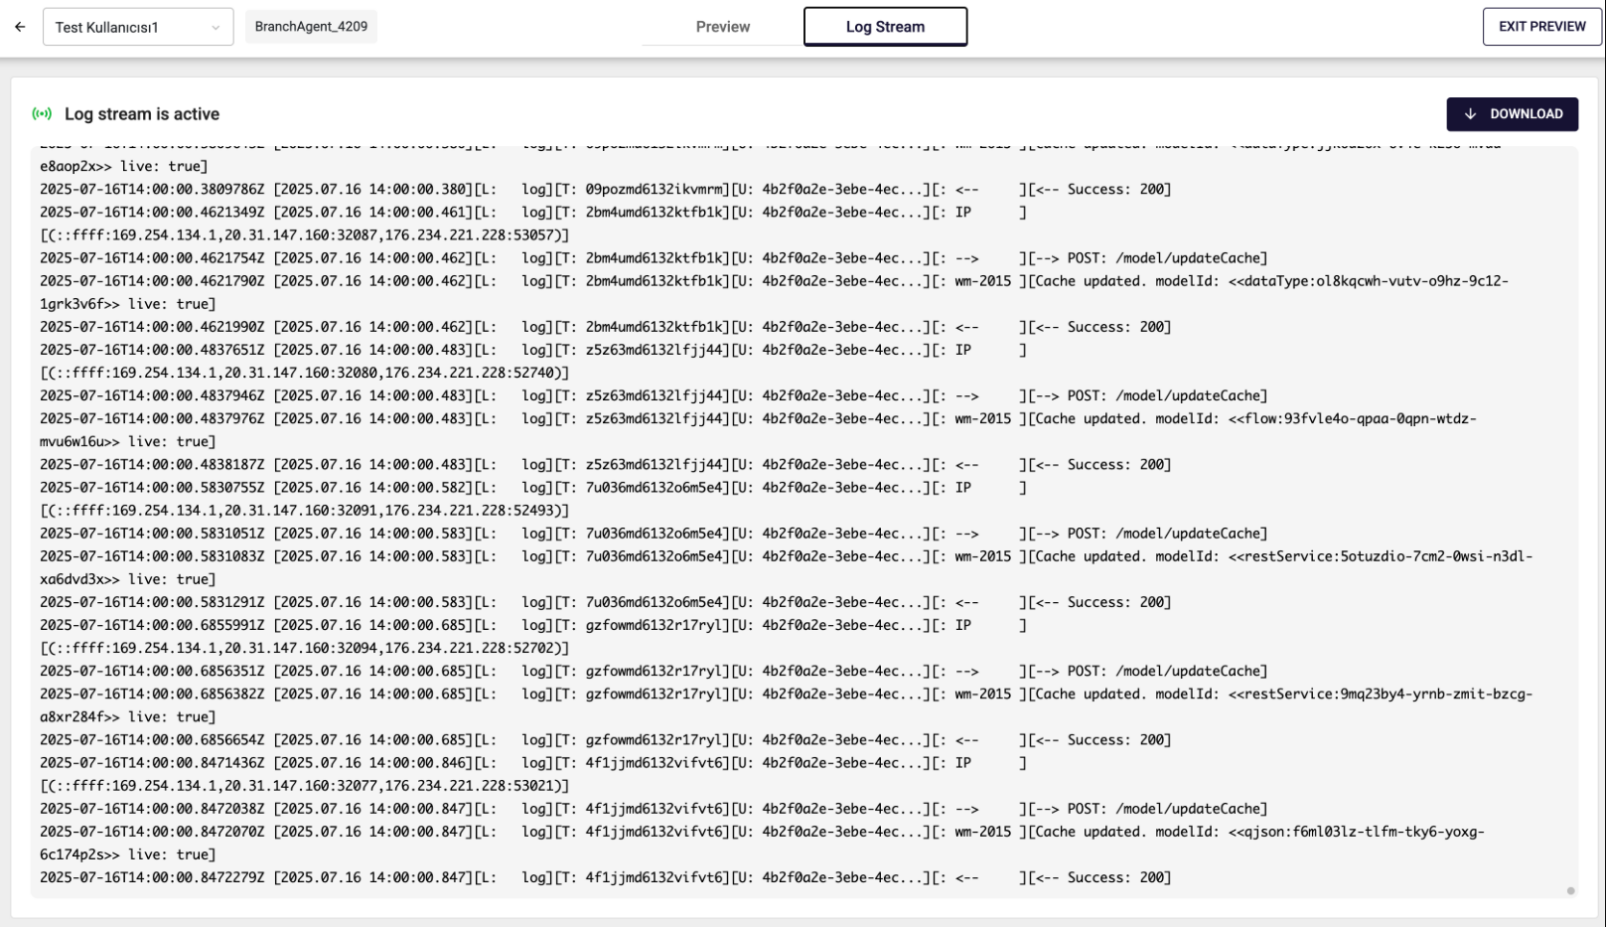 Test Kullanıcısı1
BranchAgent_4209
Preview
Log Stream
EXIT PREVIEW
Log stream is active
DOWNLOAD
e8aop2x>> live: true]
2025-07-16T14:00:00.3809786Z [2025.07.16 14:00:00.380][L:   log][T: 09pozmd6132ikvmrm][U: 4b2f0a2e-3ebe-4ec...][: <--     ][<-- Success: 200]
2025-07-16T14:00:00.4621349Z [2025.07.16 14:00:00.461][L:   log][T: 2bm4umd6132ktfb1k][U: 4b2f0a2e-3ebe-4ec...][: IP      ]
[(::ffff:169.254.134.1,20.31.147.160:32087,176.234.221.228:53057)]
2025-07-16T14:00:00.4621754Z [2025.07.16 14:00:00.462][L:   log][T: 2bm4umd6132ktfb1k][U: 4b2f0a2e-3ebe-4ec...][: -->     ][--> POST: /model/updateCache]
2025-07-16T14:00:00.4621790Z [2025.07.16 14:00:00.462][L:   log][T: 2bm4umd6132ktfb1k][U: 4b2f0a2e-3ebe-4ec...][: wm-2015 ][Cache updated. modelId: <<dataType:ol8kqcwh-vutv-o9hz-9c12-
1grk3v6f>> live: true]
2025-07-16T14:00:00.4621990Z [2025.07.16 14:00:00.462][L:   log][T: 2bm4umd6132ktfb1k][U: 4b2f0a2e-3ebe-4ec...][: <--     ][<-- Success: 200]
2025-07-16T14:00:00.4837651Z [2025.07.16 14:00:00.483][L:   log][T: z5z63md6132lfjj44][U: 4b2f0a2e-3ebe-4ec...][: IP      ]
[(::ffff:169.254.134.1,20.31.147.160:32080,176.234.221.228:52740)]
2025-07-16T14:00:00.4837946Z [2025.07.16 14:00:00.483][L:   log][T: z5z63md6132lfjj44][U: 4b2f0a2e-3ebe-4ec...][: -->     ][--> POST: /model/updateCache]
2025-07-16T14:00:00.4837976Z [2025.07.16 14:00:00.483][L:   log][T: z5z63md6132lfjj44][U: 4b2f0a2e-3ebe-4ec...][: wm-2015 ][Cache updated. modelId: <<flow:93fvle4o-qpaa-0qpn-wtdz-
mvu6w16u>> live: true]
2025-07-16T14:00:00.4838187Z [2025.07.16 14:00:00.483][L:   log][T: z5z63md6132lfjj44][U: 4b2f0a2e-3ebe-4ec...][: <--     ][<-- Success: 200]
2025-07-16T14:00:00.5830755Z [2025.07.16 14:00:00.582][L:   log][T: 7u036md6132o6m5e4][U: 4b2f0a2e-3ebe-4ec...][: IP      ]
[(::ffff:169.254.134.1,20.31.147.160:32091,176.234.221.228:52493)]
2025-07-16T14:00:00.5831051Z [2025.07.16 14:00:00.583][L:   log][T: 7u036md6132o6m5e4][U: 4b2f0a2e-3ebe-4ec...][: -->     ][--> POST: /model/updateCache]
2025-07-16T14:00:00.5831083Z [2025.07.16 14:00:00.583][L:   log][T: 7u036md6132o6m5e4][U: 4b2f0a2e-3ebe-4ec...][: wm-2015 ][Cache updated. modelId: <<restService:5otuzdio-7cm2-0wsi-n3dl-
xa6dvd3x>> live: true]
2025-07-16T14:00:00.5831291Z [2025.07.16 14:00:00.583][L:   log][T: 7u036md6132o6m5e4][U: 4b2f0a2e-3ebe-4ec...][: <--     ][<-- Success: 200]
2025-07-16T14:00:00.6855991Z [2025.07.16 14:00:00.685][L:   log][T: gzfowmd6132r17ryl][U: 4b2f0a2e-3ebe-4ec...][: IP      ]
[(::ffff:169.254.134.1,20.31.147.160:32094,176.234.221.228:52702)]
2025-07-16T14:00:00.6856351Z [2025.07.16 14:00:00.685][L:   log][T: gzfowmd6132r17ryl][U: 4b2f0a2e-3ebe-4ec...][: -->     ][--> POST: /model/updateCache]
2025-07-16T14:00:00.6856382Z [2025.07.16 14:00:00.685][L:   log][T: gzfowmd6132r17ryl][U: 4b2f0a2e-3ebe-4ec...][: wm-2015 ][Cache updated. modelId: <<restService:9mq23by4-yrnb-zmit-bzcg-
a8xr284f>> live: true]
2025-07-16T14:00:00.6856654Z [2025.07.16 14:00:00.685][L:   log][T: gzfowmd6132r17ryl][U: 4b2f0a2e-3ebe-4ec...][: <--     ][<-- Success: 200]
2025-07-16T14:00:00.8471436Z [2025.07.16 14:00:00.846][L:   log][T: 4f1jjmd6132vifvt6][U: 4b2f0a2e-3ebe-4ec...][: IP      ]
[(::ffff:169.254.134.1,20.31.147.160:32077,176.234.221.228:53021)]
2025-07-16T14:00:00.8472038Z [2025.07.16 14:00:00.847][L:   log][T: 4f1jjmd6132vifvt6][U: 4b2f0a2e-3ebe-4ec...][: -->     ][--> POST: /model/updateCache]
2025-07-16T14:00:00.8472070Z [2025.07.16 14:00:00.847][L:   log][T: 4f1jjmd6132vifvt6][U: 4b2f0a2e-3ebe-4ec...][: wm-2015 ][Cache updated. modelId: <<qjson:f6ml03lz-tlfm-tky6-yoxg-
6c174p2s>> live: true]
2025-07-16T14:00:00.8472279Z [2025.07.16 14:00:00.847][L:   log][T: 4f1jjmd6132vifvt6][U: 4b2f0a2e-3ebe-4ec...][: <--     ][<-- Success: 200]